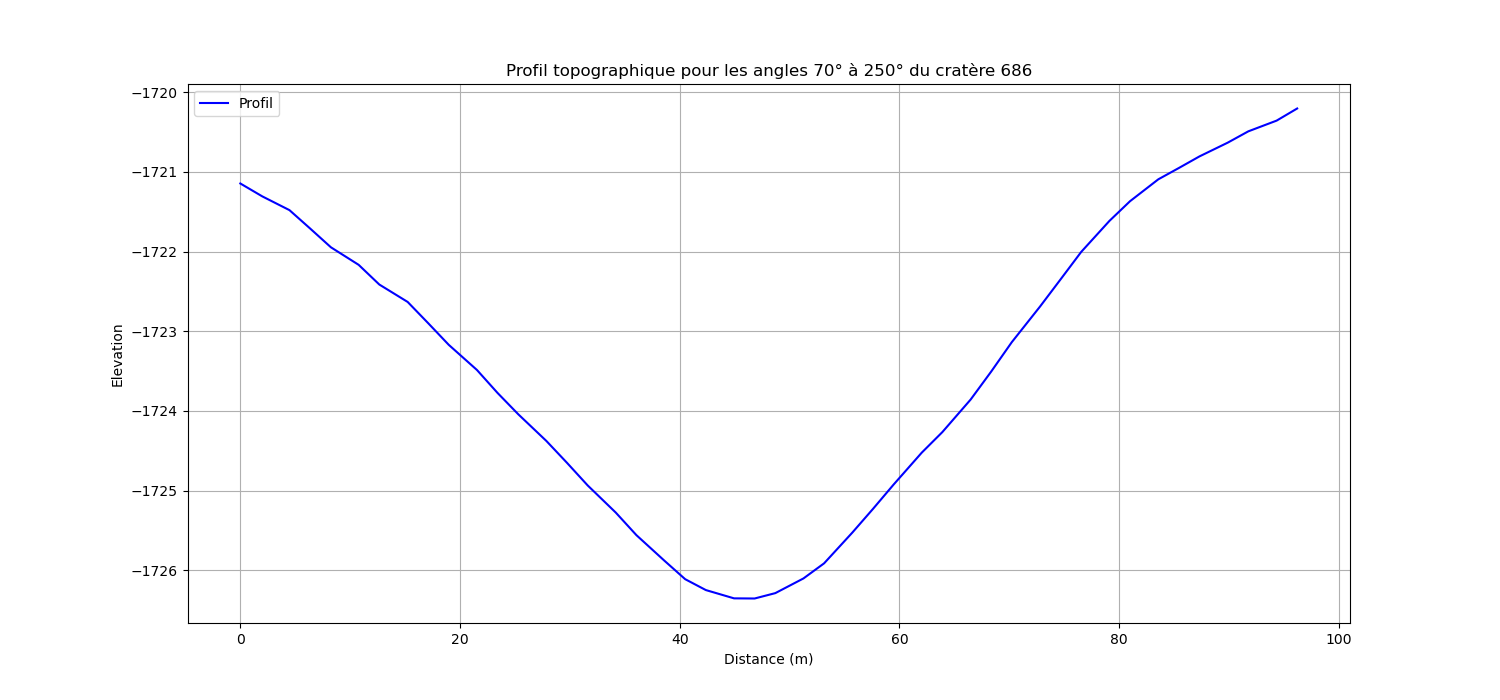 Profil topographique pour les angles 70° à 250° du cratère 686
Profil
−1720
−1721
−1722
−1723
−1724
−1725
−1726
Elevation
0 20 40 60 80 100
Distance (m)